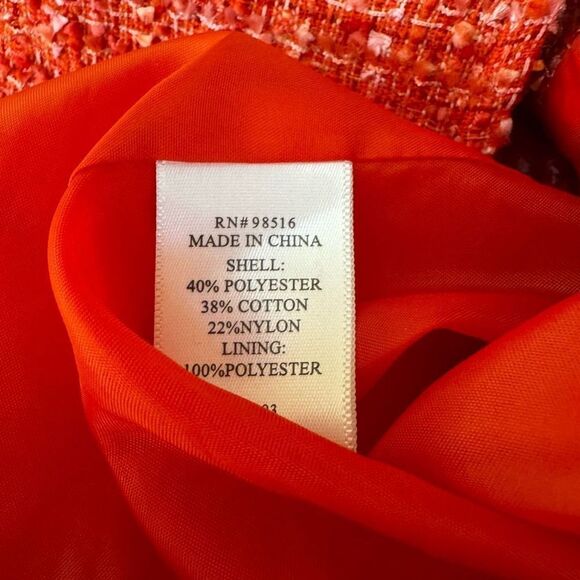 RN# 98516
MADE IN CHINA
SHELL:
40% POLYESTER
38% COTTON
22%NYLON
LINING:
100%POLYESTER